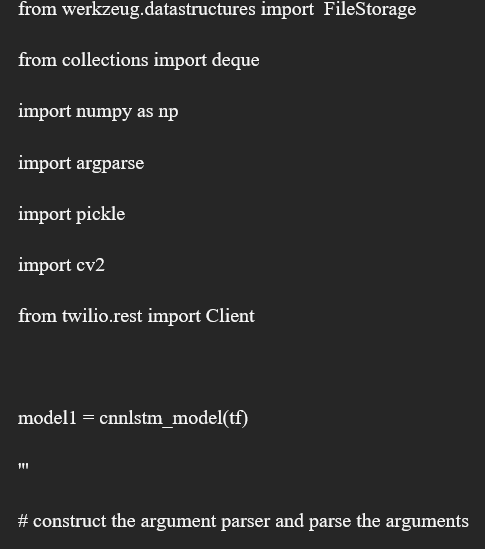 from werkzeug.datastructures import  FileStorage
from collections import deque
import numpy as np
import argparse
import pickle
import cv2
from twilio.rest import Client
model1 = cnnlstm_model(tf)
'''
# construct the argument parser and parse the arguments